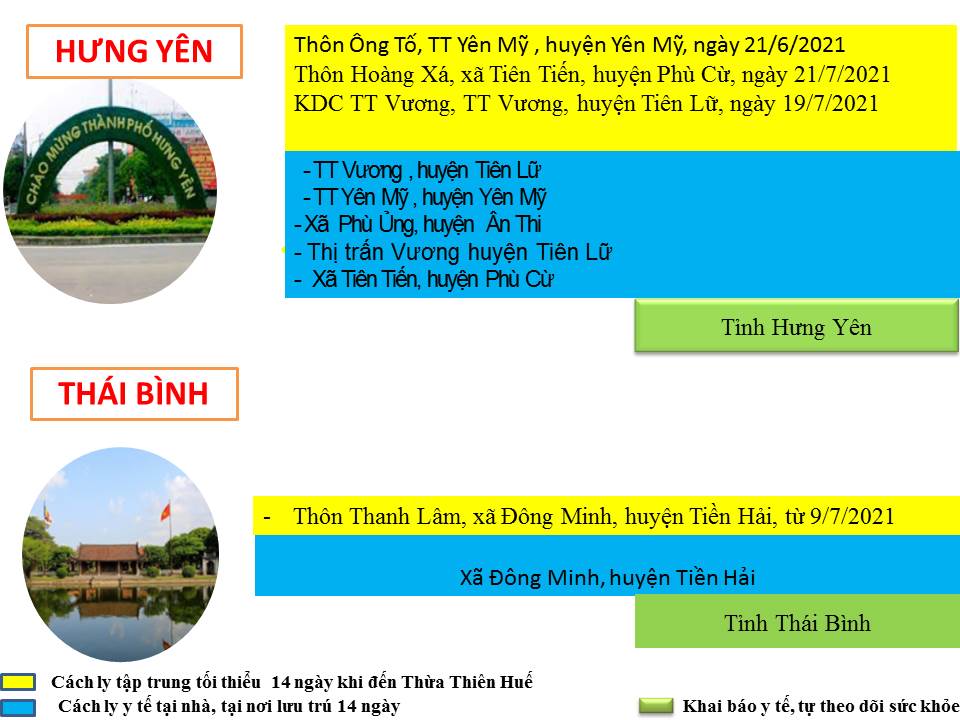 HƯNG YÊN
CHÀO MỪNG THÀNH PHỐ HƯNG YÊN
Thôn Ông Tố, TT Yên Mỹ , huyện Yên Mỹ, ngày 21/6/2021
Thôn Hoàng Xá, xã Tiên Tiến, huyện Phù Cừ, ngày 21/7/2021
KDC TT Vương, TT Vương, huyện Tiên Lữ, ngày 19/7/2021
- TT Vương , huyện Tiên Lữ
- TT Yên Mỹ , huyện Yên Mỹ
- Xã Phù Ủng, huyện Ân Thi
- Thị trấn Vương huyện Tiên Lữ
- Xã Tiên Tiến, huyện Phù Cừ
Tỉnh Hưng Yên
THÁI BÌNH
- Thôn Thanh Lâm, xã Đông Minh, huyện Tiền Hải, từ 9/7/2021
Xã Đông Minh, huyện Tiền Hải
Tỉnh Thái Bình
Cách ly tập trung tối thiểu 14 ngày khi đến Thừa Thiên Huế
Cách ly y tế tại nhà, tại nơi lưu trú 14 ngày
Khai báo y tế, tự theo dõi sức khỏe